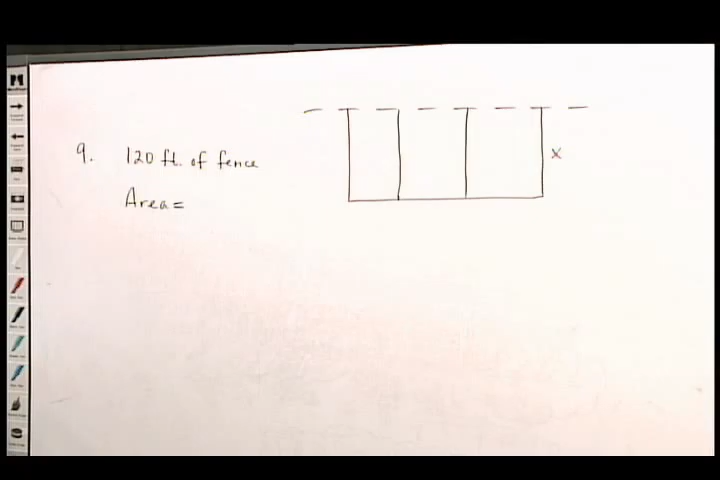 9. 120 ft. of fence
x
Area =